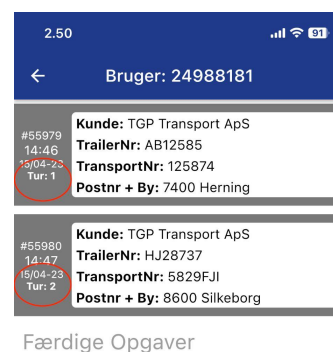 2.50
91
Bruger: 24988181
#55979
14:46
15/04-23
Tur: 1
Kunde: TGP Transport ApS
TrailerNr: AB12585
TransportNr: 125874
Postnr + By: 7400 Herning
#55980
14:47
15/04-23
Tur: 2
Kunde: TGP Transport ApS
TrailerNr: HJ28737
TransportNr: 5829FJI
Postnr + By: 8600 Silkeborg
Færdige Opgaver